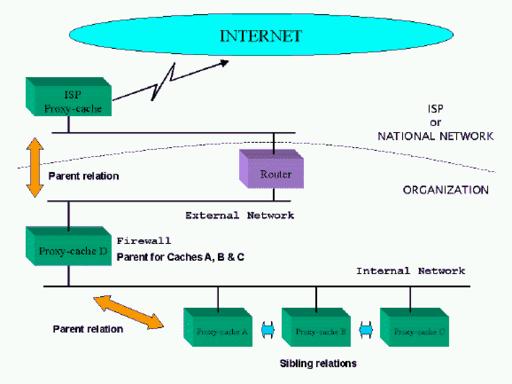 INTERNET
ISP
Proxy-cache
ISP
or
NATIONAL NETWORK
Parent relation
Router
ORGANIZATION
External Network
Proxy-cache D
Firewall
Parent for Caches A, B & C
Internal Network
Parent relation
Proxy-cache A
Proxy-cache B
Proxy-cache C
Sibling relations